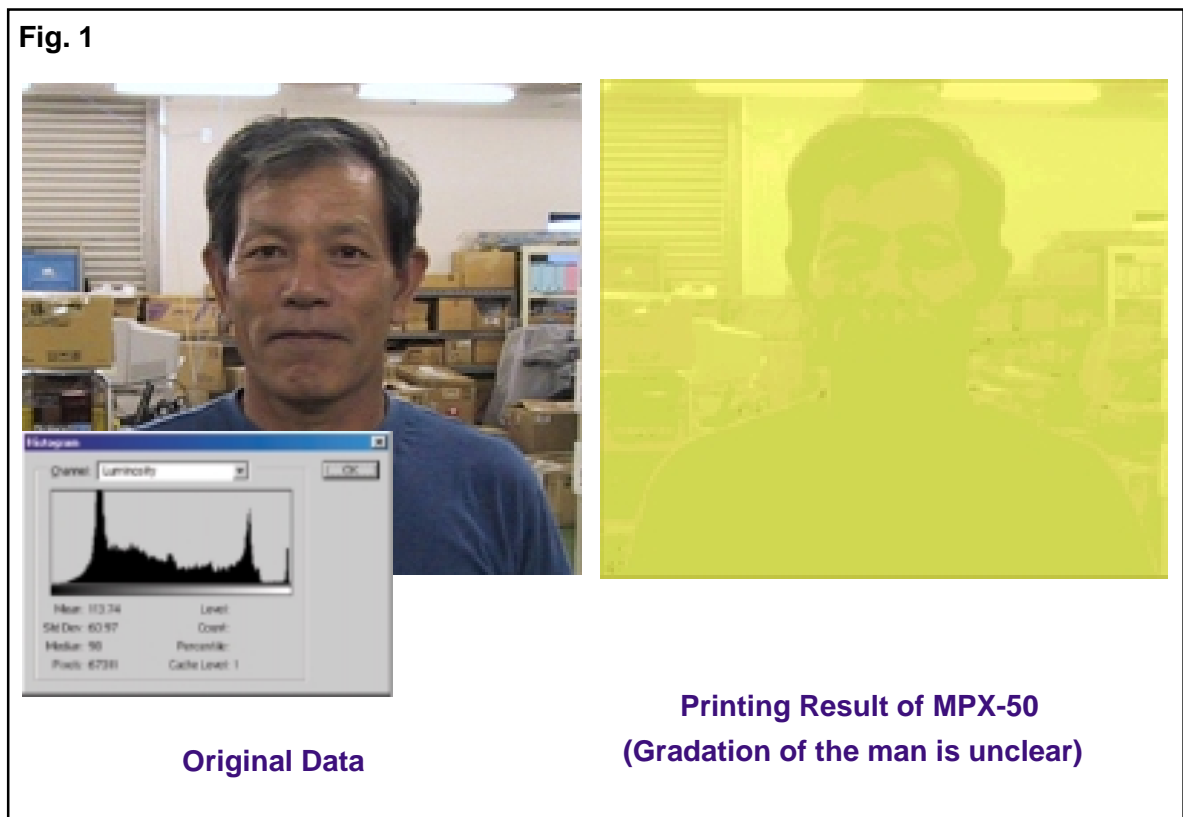 Fig. 1
Histogram
Channel: Luminosity
OK
Mean: 113.74
Level:
Std Dev: 60.97
Count:
Median: 98
Percentile:
Pixels: 67311
Cache Level: 1
Printing Result of MPX-50
(Gradation of the man is unclear)
Original Data